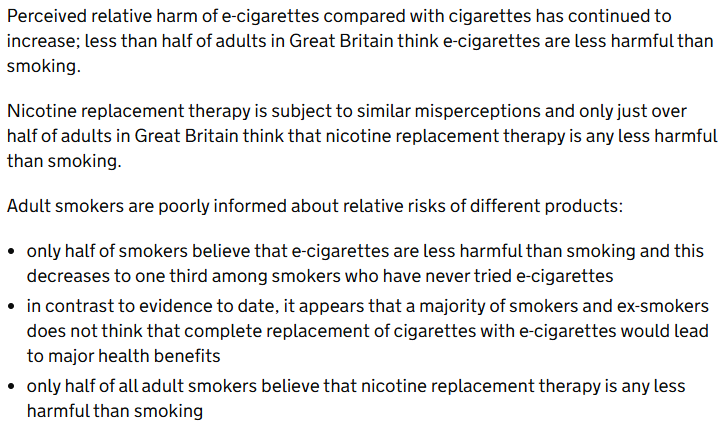 Perceived relative harm of e-cigarettes compared with cigarettes has continued to
increase; less than half of adults in Great Britain think e-cigarettes are less harmful than
smoking.
Nicotine replacement therapy is subject to similar misperceptions and only just over
half of adults in Great Britain think that nicotine replacement therapy is any less harmful
than smoking.
Adult smokers are poorly informed about relative risks of different products:
• only half of smokers believe that e-cigarettes are less harmful than smoking and this
decreases to one third among smokers who have never tried e-cigarettes
• in contrast to evidence to date, it appears that a majority of smokers and ex-smokers
does not think that complete replacement of cigarettes with e-cigarettes would lead
to major health benefits
• only half of all adult smokers believe that nicotine replacement therapy is any less
harmful than smoking